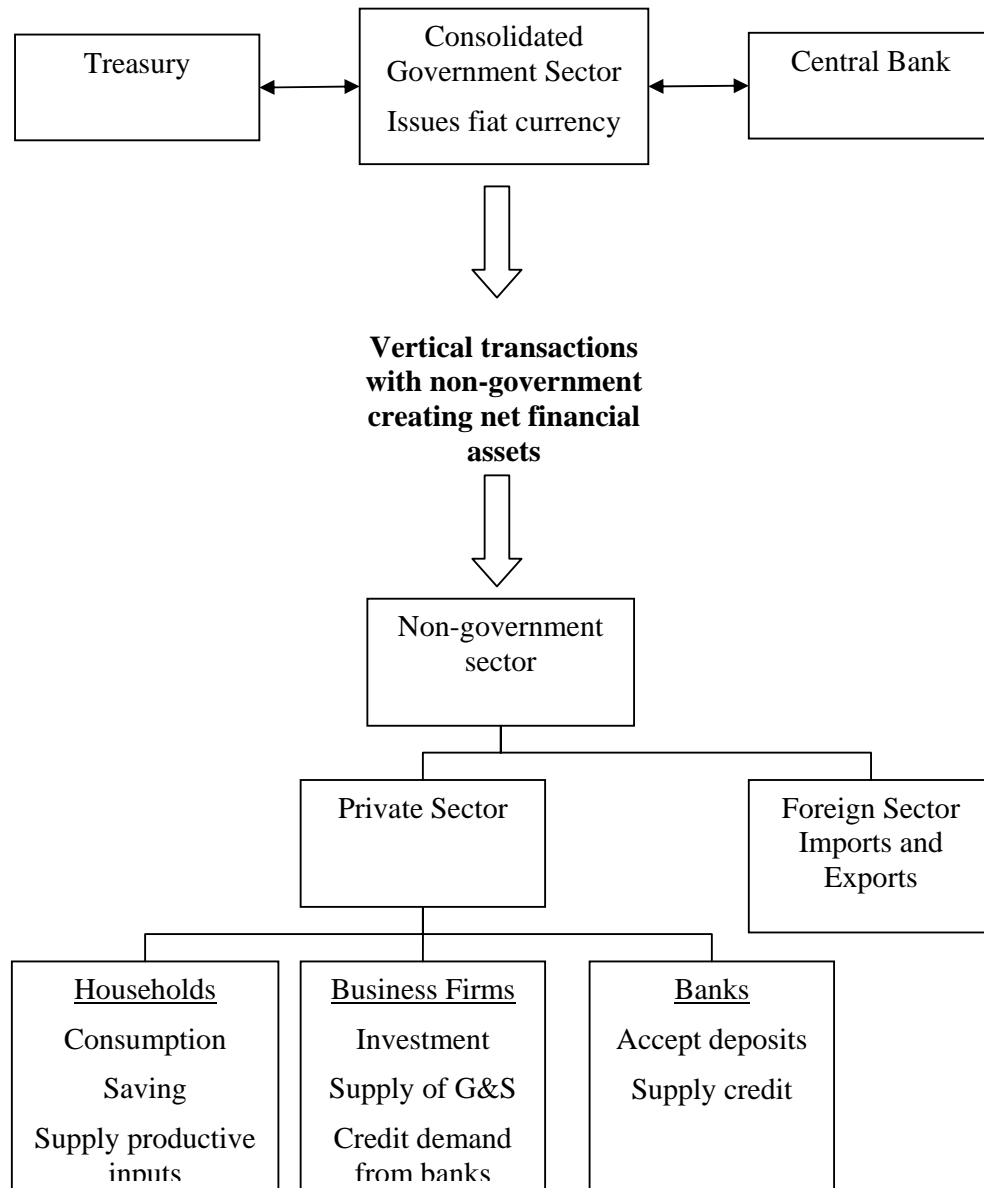 Treasury
Consolidated
Government Sector
Issues fiat currency
Central Bank
Vertical transactions
with non-government
creating net financial
assets
Non-government
sector
Private Sector
Foreign Sector
Imports and
Exports
Households
Consumption
Saving
Supply productive
inputs
Business Firms
Investment
Supply of G&S
Credit demand
from banks
Banks
Accept deposits
Supply credit